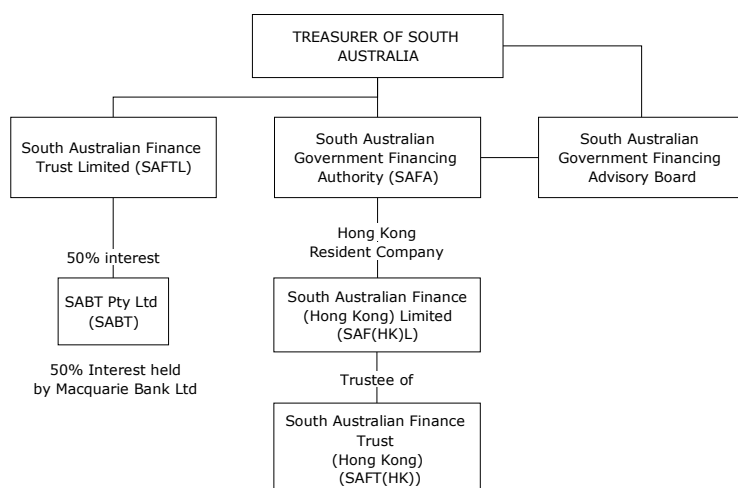 TREASURER OF SOUTH
AUSTRALIA
South Australian Finance
Trust Limited (SAFTL)
South Australian
Government Financing
Authority (SAFA)
South Australian
Government Financing
Advisory Board
50% interest
Hong Kong
Resident Company
SABT Pty Ltd
(SABT)
South Australian Finance
(Hong Kong) Limited
(SAF(HK)L)
50% Interest held
by Macquarie Bank Ltd
Trustee of
South Australian Finance
Trust
(Hong Kong)
(SAFT(HK))